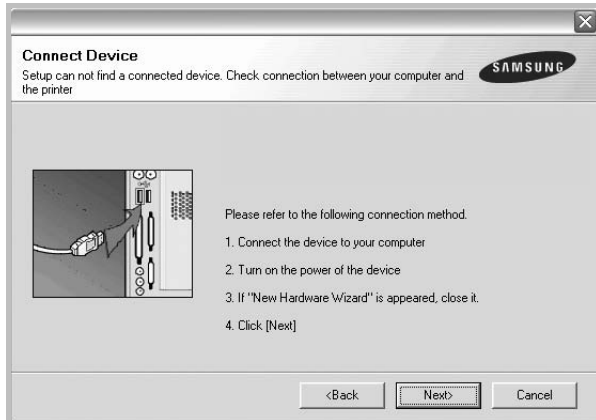 Connect Device
Setup can not find a connected device. Check connection between your computer and
the printer
SAMSUNG
Please refer to the following connection method.
1. Connect the device to your computer
2. Turn on the power of the device
3. If "New Hardware Wizard" is appeared, close it.
4. Click [Next]
<Back
Next>
Cancel